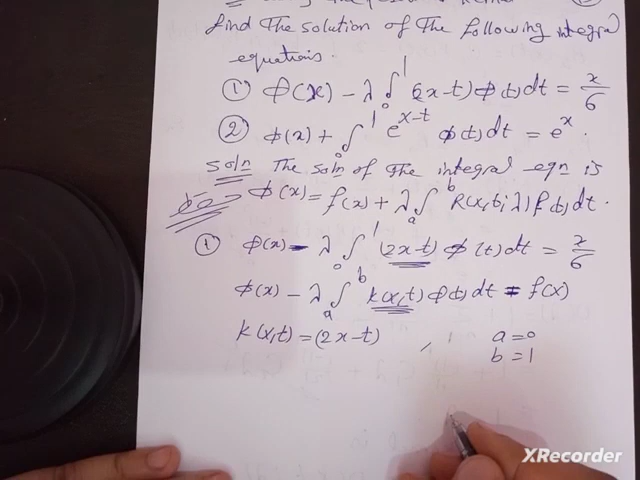 find The solution of The following integral
equations.
① φ(x) − λ ∫₀¹ (2x−t) φ(t)dt = x/6
② φ(x) + ∫₀¹ e^(x−t) φ(t)dt = e^x.
Soln The soln of The integral eqn is
φ(x) = f(x) + λ ∫ₐᵇ R(x,t;λ) f(t)dt.
① φ(x) − λ ∫₀¹ (2x−t) φ(t)dt = x/6
φ(x) − λ ∫ₐᵇ k(x,t) φ(t)dt = f(x)
k(x,t) = (2x−t) , a=0
b=1
XRecorder